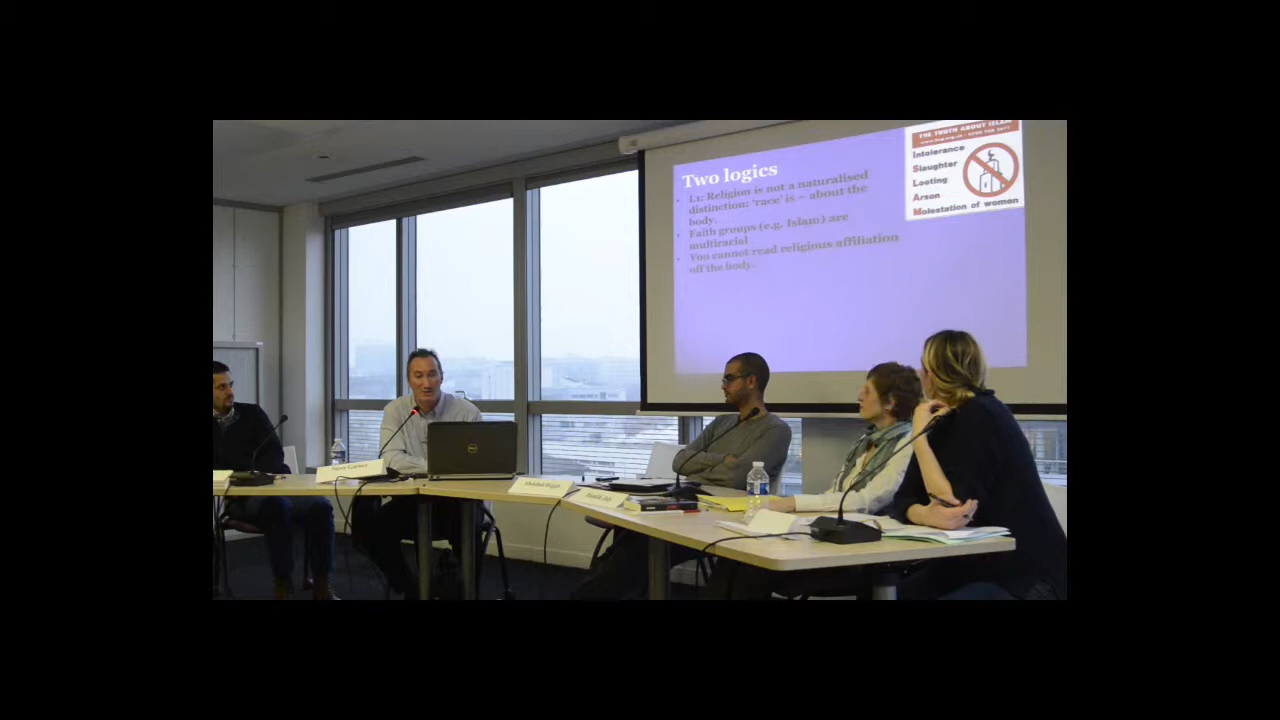 Two logics
L1: Religion is not a naturalised
distinction: 'race' is – about the
body.
Faith groups (e.g. Islam) are
multiracial
You cannot read religious affiliation
off the body.
THE TRUTH ABOUT ISLAM
Intolerance
Slaughter
Looting
Arson
Molestation of women
DELL